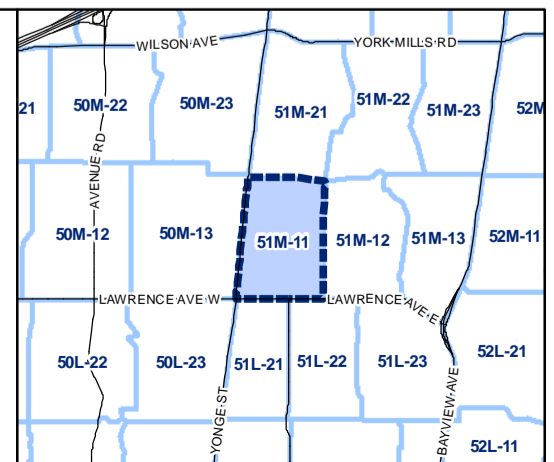 WILSON AVE
YORK MILLS RD
21
50M-22
50M-23
51M-21
51M-22
51M-23
52M
AVENUE RD
50M-12
50M-13
51M-11
51M-12
51M-13
52M-11
LAWRENCE AVE W
LAWRENCE AVE E
50L-22
50L-23
51L-21
51L-22
51L-23
52L-21
YONGE ST
BAYVIEW AVE
52L-11